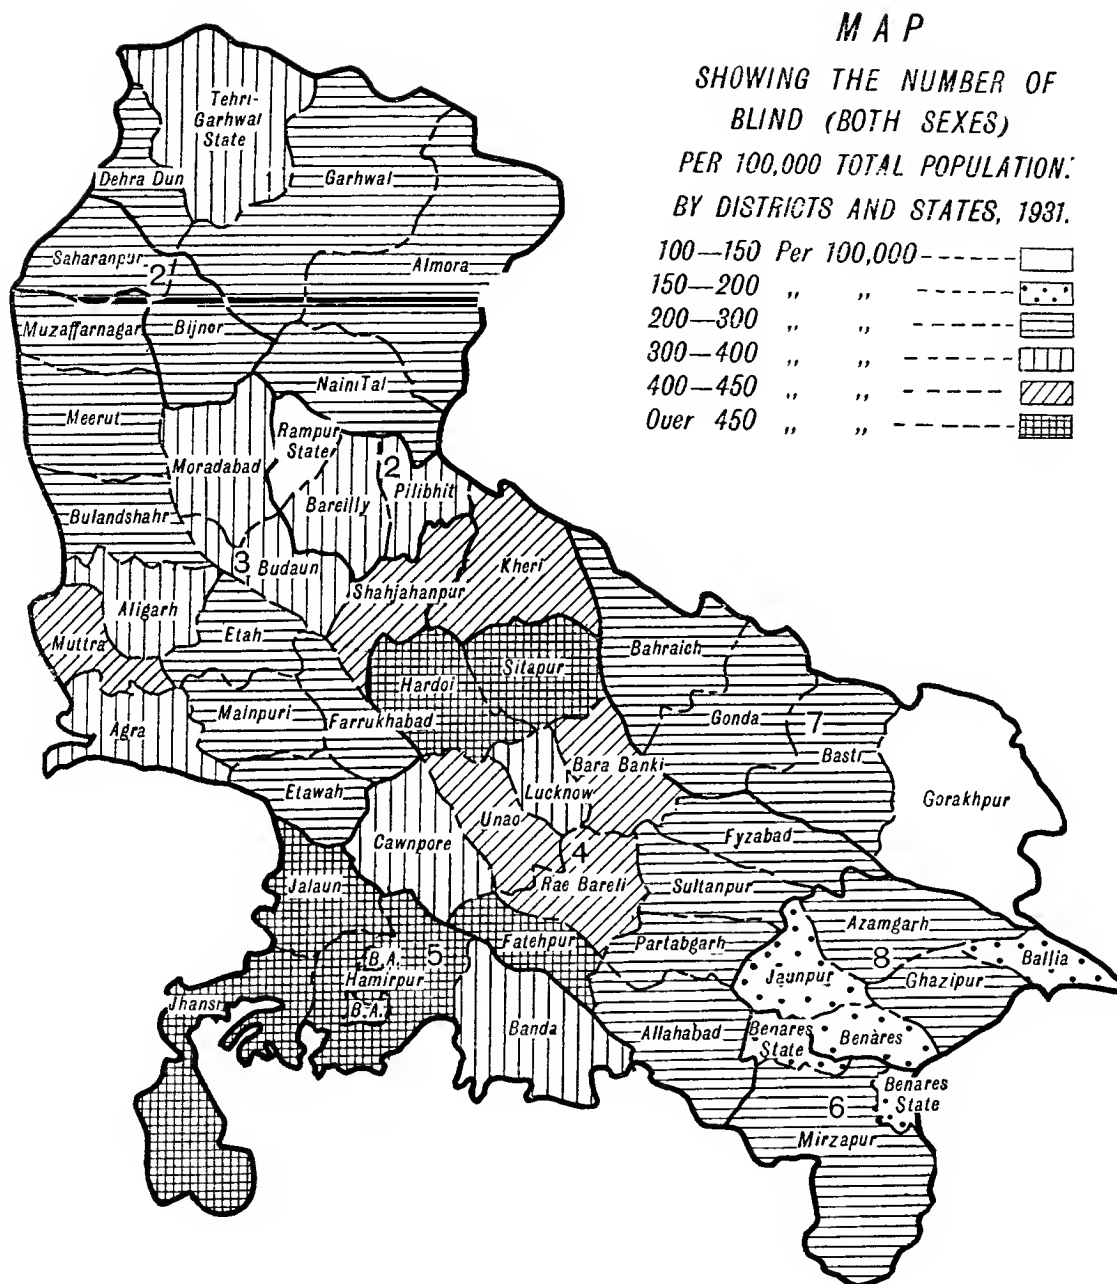 MAP
SHOWING THE NUMBER OF
BLIND (BOTH SEXES)
PER 100,000 TOTAL POPULATION.
BY DISTRICTS AND STATES, 1931.
100—150 Per 100,000
150—200 ,, ,,
200—300 ,, ,,
300—400 ,, ,,
400—450 ,, ,,
Over 450 ,, ,,
Tehri-
Garhwal
State
Dehra Dun
Garhwal
Saharanpur
2
Almora
Muzaffarnagar
Bijnor
Naini Tal
Meerut
Rampur
State
Moradabad
2
Pilibhit
Bareilly
Bulandshahr
3
Budaun
Shahjahanpur
Kheri
Aligarh
Muttra
Etah
Bahraich
Sitapur
Hardoi
Mainpuri
Farrukhabad
Agra
Gonda
7
Basti
Bara Banki
Etawah
Lucknow
Gorakhpur
Unao
Cawnpore
Fyzabad
4
Rae Bareli
Sultanpur
Jalaun
Azamgarh
Fatehpur
Partabgarh
B.A.
5
Hamirpur
B.A.
Jhansi
8
Ballia
Jaunpur
Ghazipur
Banda
Allahabad
Benares
State
Benares
Benares
State
6
Mirzapur